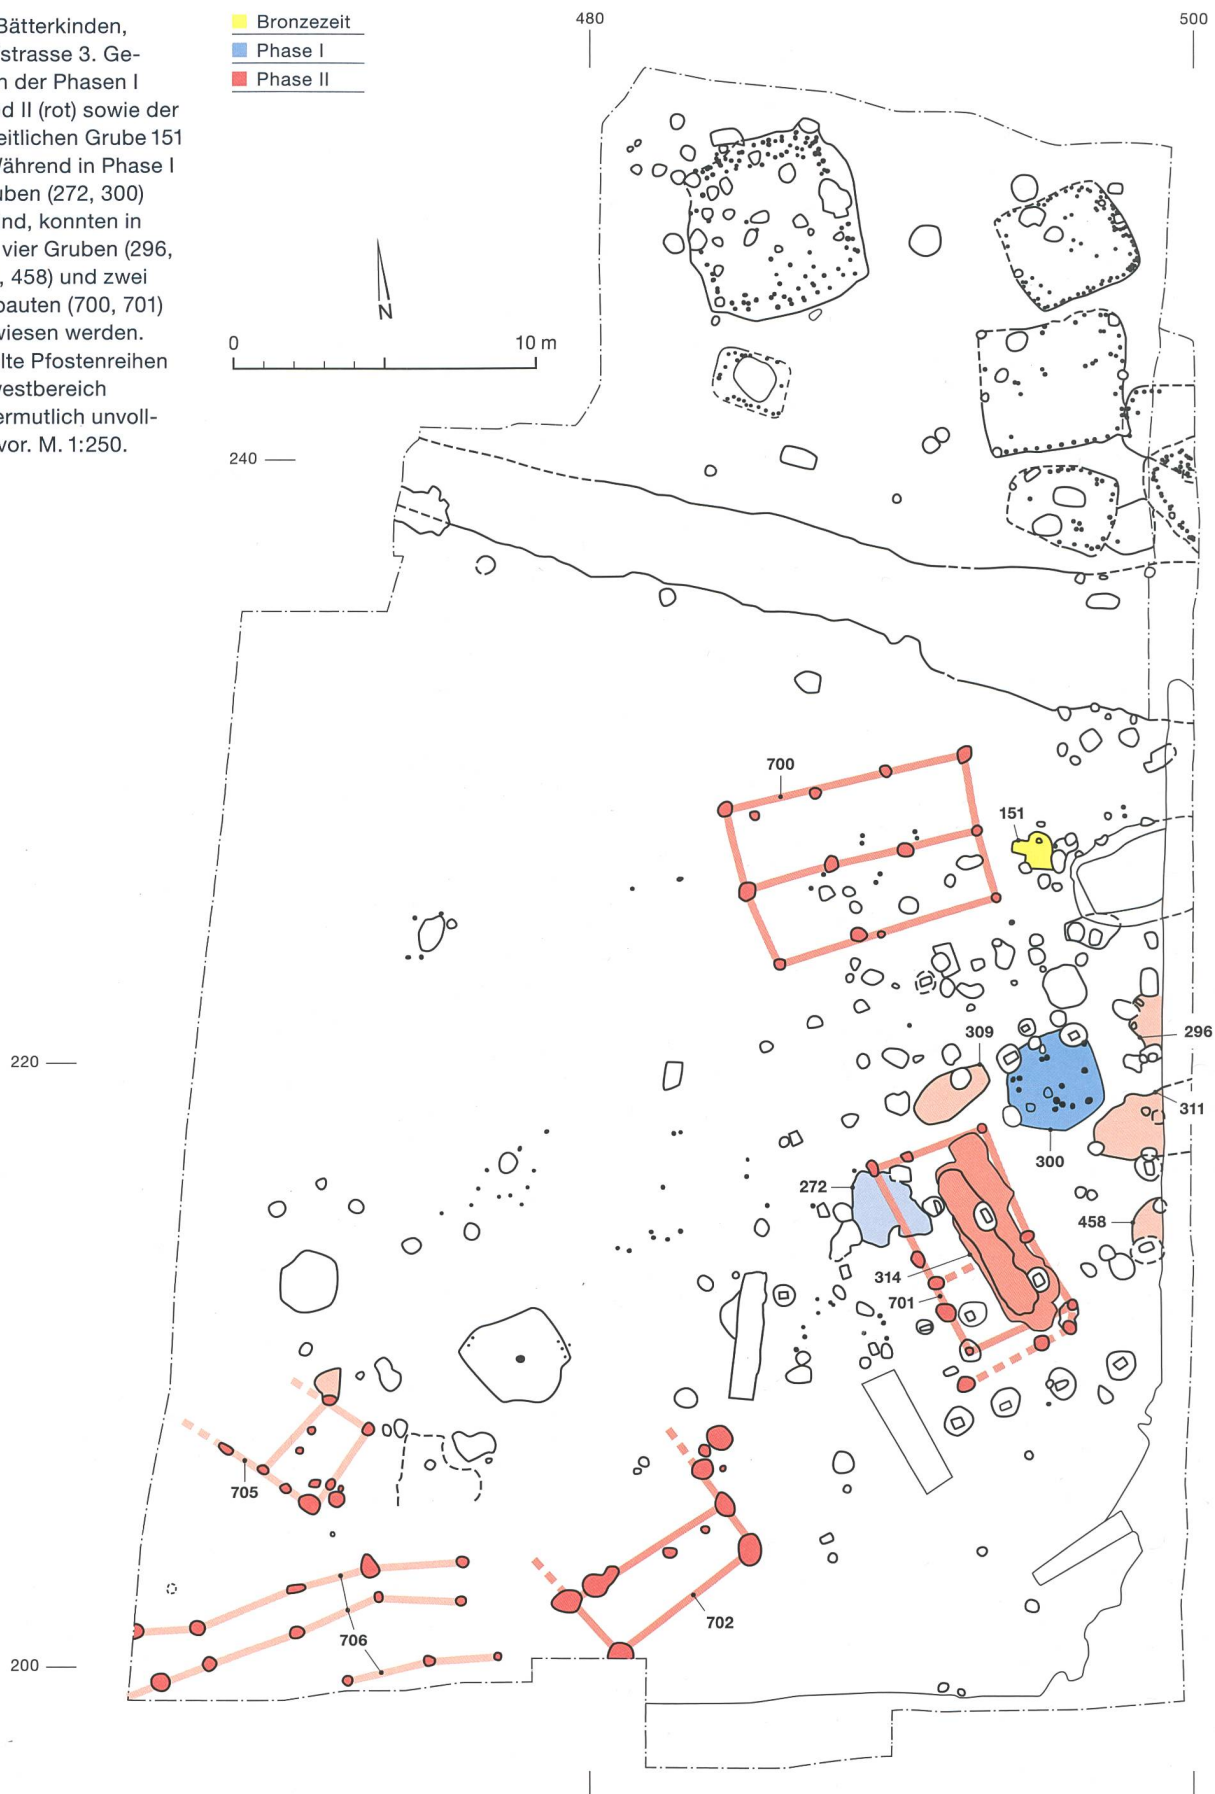 Bätterkinden,
strasse 3. Ge-
n der Phasen I
d II (rot) sowie der
eitlichen Grube 151
Während in Phase I
uben (272, 300)
nd, konnten in
vier Gruben (296,
, 458) und zwei
bauten (700, 701)
wiesen werden.
lte Pfostenreihen
westbereich
ermutlich unvoll-
vor. M. 1:250.
Bronzezeit
Phase I
Phase II
480
500
N
0
10 m
240
700
151
309
296
220
311
300
272
458
314
701
705
702
706
200